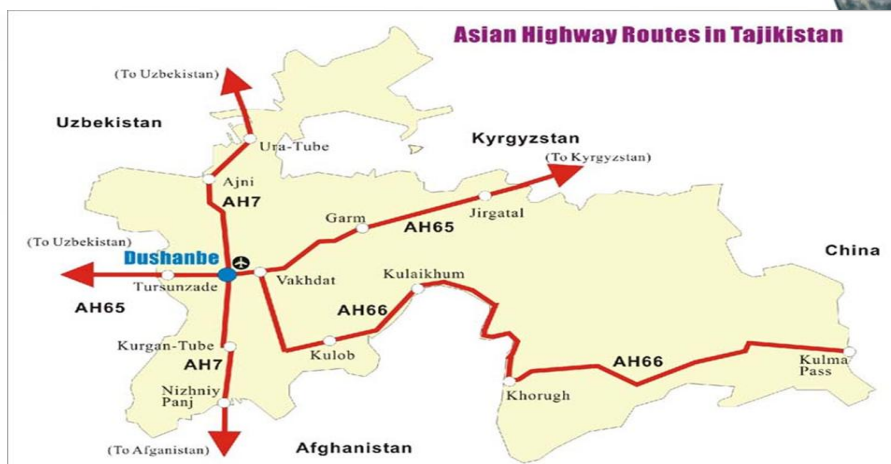 Asian Highway Routes in Tajikistan
(To Uzbekistan)
Uzbekistan
Kyrgyzstan
Ura-Tube
(To Kyrgyzstan)
Ajni
AH7
Garm
AH65
Jirgatal
(To Uzbekistan)
Dushanbe
China
Tursunzade
Vakhdat
Kulaikhum
AH65
AH66
Kurgan-Tube
Kulob
AH66
Kulma
Pass
AH7
Khorugh
Nizhniy
Panj
(To Afganistan)
Afghanistan